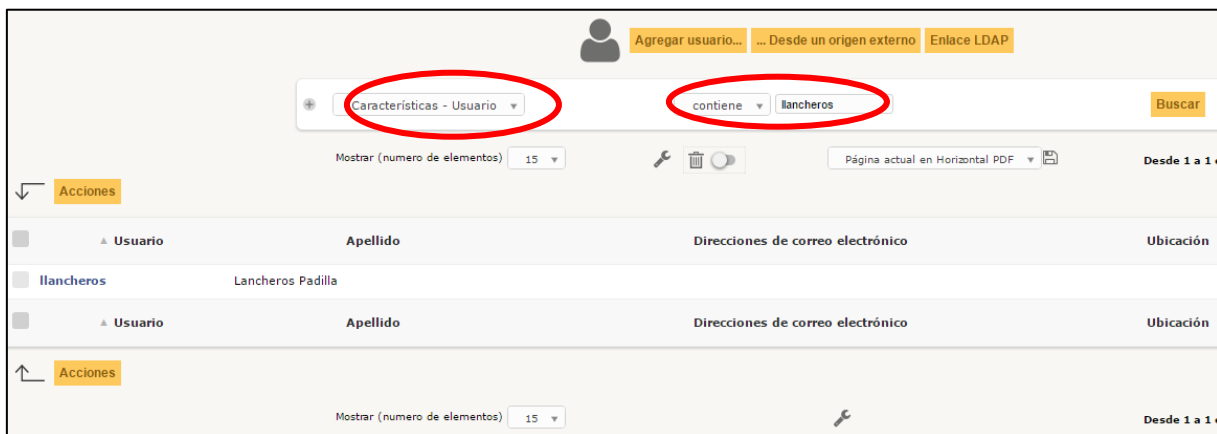 Agregar usuario... ... Desde un origen externo Enlace LDAP
Características - Usuario contiene llancheros Buscar
Mostrar (numero de elementos) 15 Página actual en Horizontal PDF Desde 1 a 1
Acciones
Usuario Apellido Direcciones de correo electrónico Ubicación
llancheros Lancheros Padilla
Usuario Apellido Direcciones de correo electrónico Ubicación
Acciones
Mostrar (numero de elementos) 15 Desde 1 a 1